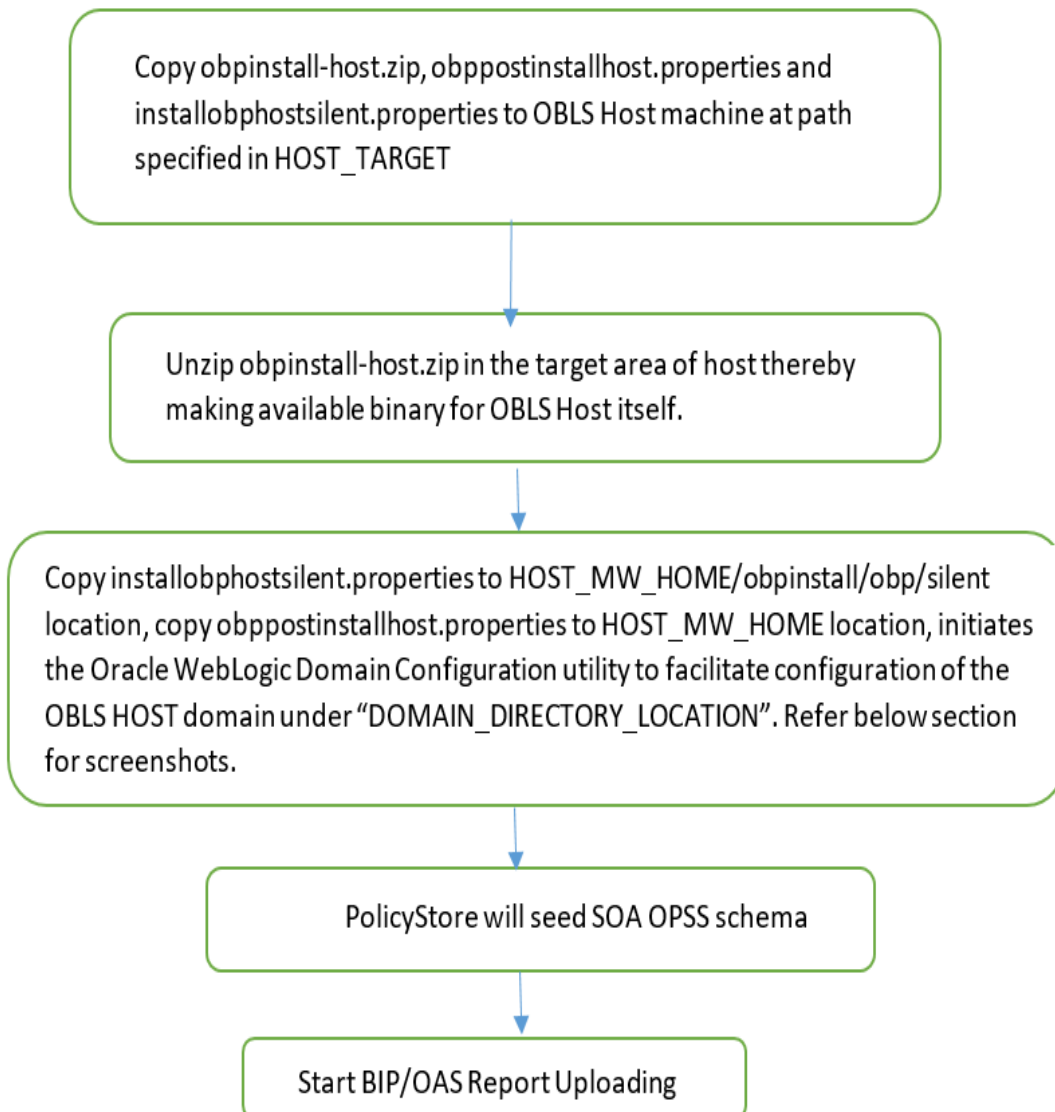 Copy obpinstall-host.zip, obppostinstallhost.properties and
installobphostsilent.properties to OBLS Host machine at path
specified in HOST_TARGET
Unzip obpinstall-host.zip in the target area of host thereby
making available binary for OBLS Host itself.
Copy installobphostsilent.properties to HOST_MW_HOME/obpinstall/obp/silent
location, copy obppostinstallhost.properties to HOST_MW_HOME location, initiates
the Oracle WebLogic Domain Configuration utility to facilitate configuration of the
OBLS HOST domain under “DOMAIN_DIRECTORY_LOCATION”. Refer below section
for screenshots.
PolicyStore will seed SOA OPSS schema
Start BIP/OAS Report Uploading